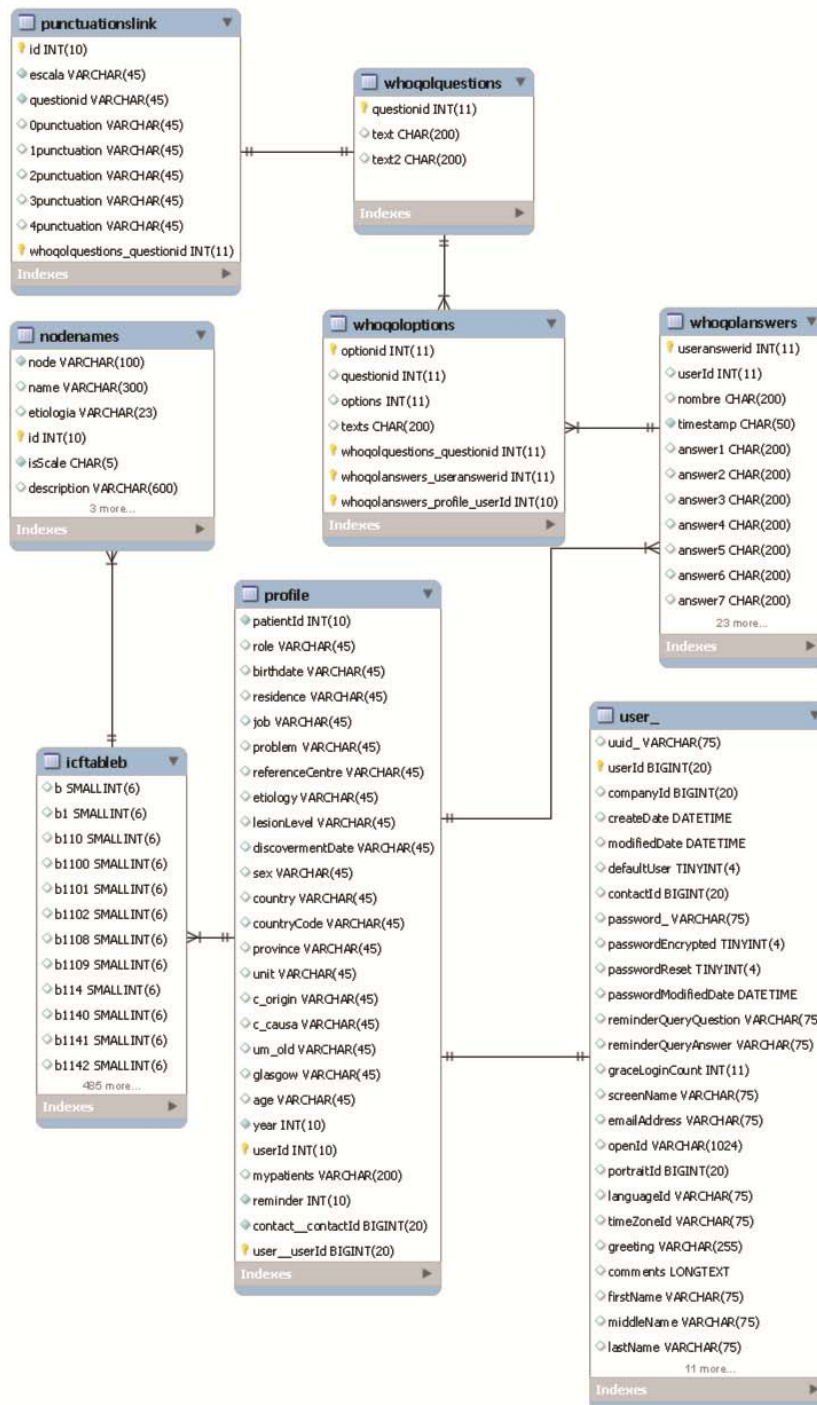 punctuationslink
id INT(10)
escala VARCHAR(45)
questionid VARCHAR(45)
0punctuation VARCHAR(45)
1punctuation VARCHAR(45)
2punctuation VARCHAR(45)
3punctuation VARCHAR(45)
4punctuation VARCHAR(45)
whoqolquestions_questionid INT(11)
Indexes
whoqolquestions
questionid INT(11)
text CHAR(200)
text2 CHAR(200)
Indexes
nodenames
node VARCHAR(100)
name VARCHAR(300)
etiologia VARCHAR(23)
id INT(10)
isScale CHAR(5)
description VARCHAR(600)
3 more...
Indexes
whoqoloptions
optionid INT(11)
questionid INT(11)
options INT(11)
texts CHAR(200)
whoqolquestions_questionid INT(11)
whoqolanswers_useranswerid INT(11)
whoqolanswers_profile_userId INT(10)
Indexes
whoqolanswers
useranswerid INT(11)
userId INT(11)
nombre CHAR(200)
timestamp CHAR(50)
answer1 CHAR(200)
answer2 CHAR(200)
answer3 CHAR(200)
answer4 CHAR(200)
answer5 CHAR(200)
answer6 CHAR(200)
answer7 CHAR(200)
23 more...
Indexes
profile
patientId INT(10)
role VARCHAR(45)
birthdate VARCHAR(45)
residence VARCHAR(45)
job VARCHAR(45)
problem VARCHAR(45)
referenceCentre VARCHAR(45)
etiology VARCHAR(45)
lesionLevel VARCHAR(45)
discovermentDate VARCHAR(45)
sex VARCHAR(45)
country VARCHAR(45)
countryCode VARCHAR(45)
province VARCHAR(45)
unit VARCHAR(45)
c_origin VARCHAR(45)
c_causa VARCHAR(45)
um_old VARCHAR(45)
glasgow VARCHAR(45)
age VARCHAR(45)
year INT(10)
userId INT(10)
mypatients VARCHAR(200)
reminder INT(10)
contact__contactId BIGINT(20)
user__userId BIGINT(20)
Indexes
icftableb
b SMALLINT(6)
b1 SMALLINT(6)
b110 SMALLINT(6)
b1100 SMALLINT(6)
b1101 SMALLINT(6)
b1102 SMALLINT(6)
b1108 SMALLINT(6)
b1109 SMALLINT(6)
b114 SMALLINT(6)
b1140 SMALLINT(6)
b1141 SMALLINT(6)
b1142 SMALLINT(6)
485 more...
Indexes
user_
uuid_ VARCHAR(75)
userId BIGINT(20)
companyId BIGINT(20)
createDate DATETIME
modifiedDate DATETIME
defaultUser TINYINT(4)
contactId BIGINT(20)
password_ VARCHAR(75)
passwordEncrypted TINYINT(4)
passwordReset TINYINT(4)
passwordModifiedDate DATETIME
reminderQueryQuestion VARCHAR(75
reminderQueryAnswer VARCHAR(75)
graceLoginCount INT(11)
screenName VARCHAR(75)
emailAddress VARCHAR(75)
openId VARCHAR(1024)
portraitId BIGINT(20)
languageId VARCHAR(75)
timeZoneId VARCHAR(75)
greeting VARCHAR(255)
comments LONGTEXT
firstName VARCHAR(75)
middleName VARCHAR(75)
lastName VARCHAR(75)
11 more...
Indexes